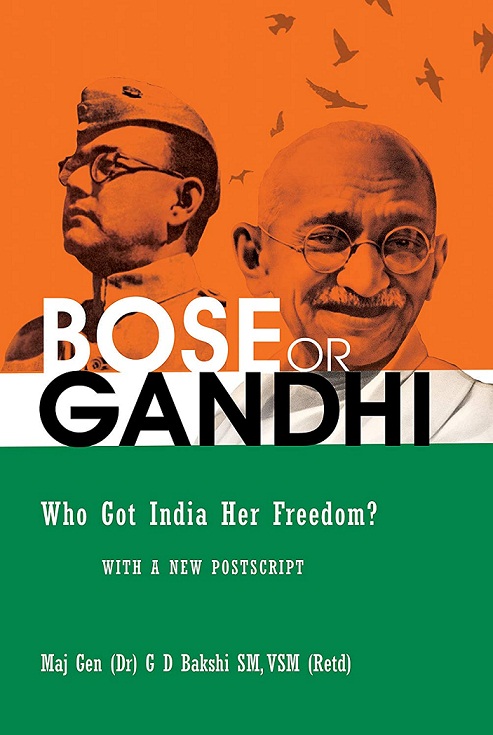 BOSE OR
GANDHI
Who Got India Her Freedom?
WITH A NEW POSTSCRIPT
Maj Gen (Dr) G D Bakshi SM, VSM (Retd)